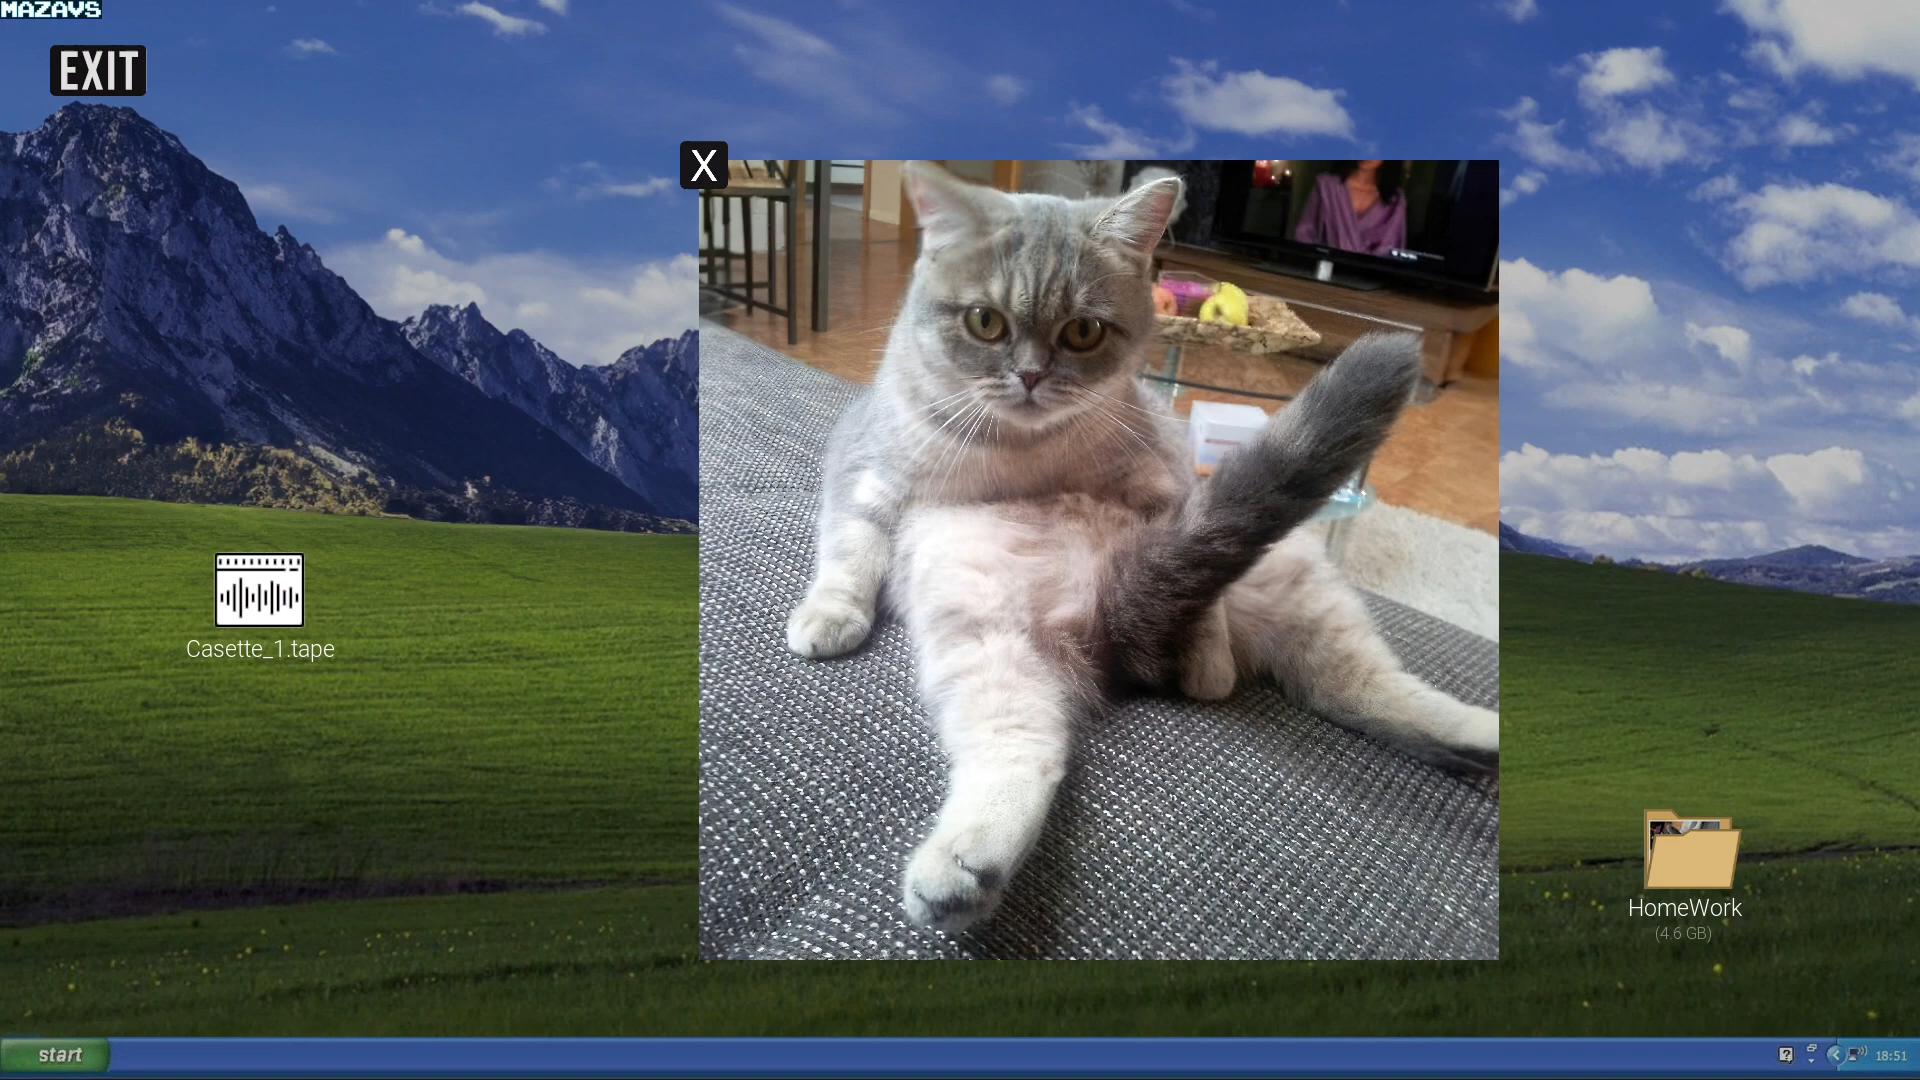 MAZAVS
EXIT
X
Casette_1.tape
HomeWork
(4.6 GB)
start
?
18:51